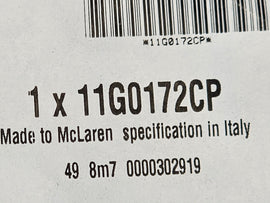 *11G0172CP*
1 x 11G0172CP
Made to McLaren specification in Italy
49 8m7 0000302919